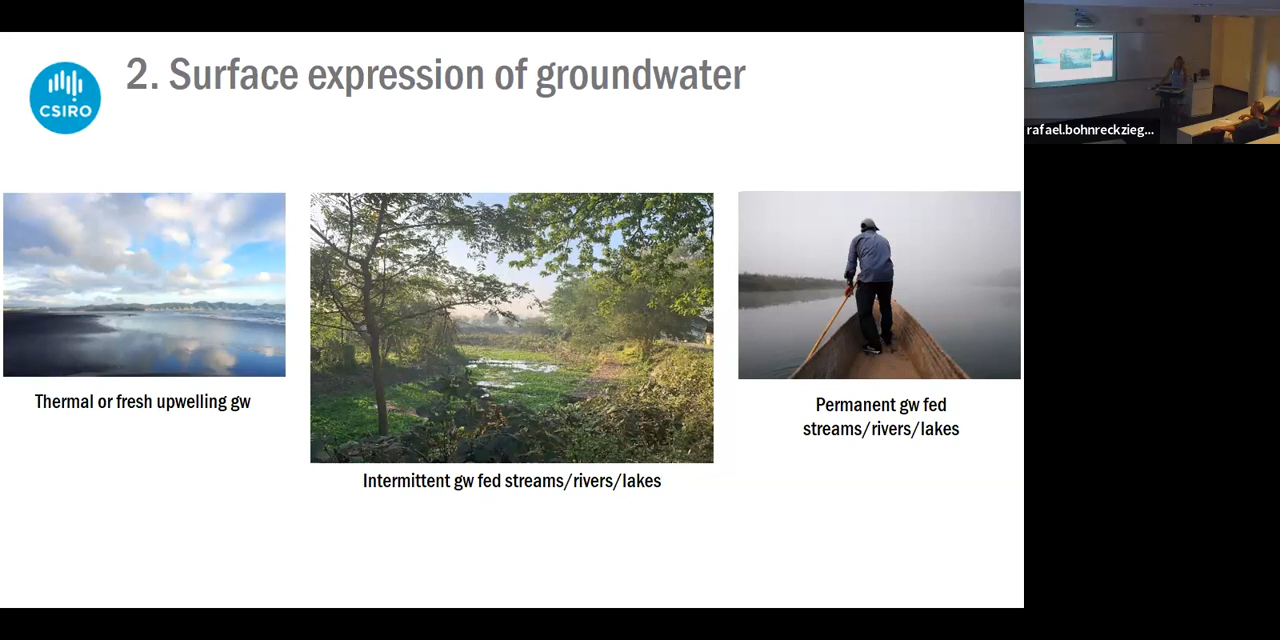 CSIRO
2. Surface expression of groundwater
rafael.bohnreckzieg...
Thermal or fresh upwelling gw
Intermittent gw fed streams/rivers/lakes
Permanent gw fed
streams/rivers/lakes